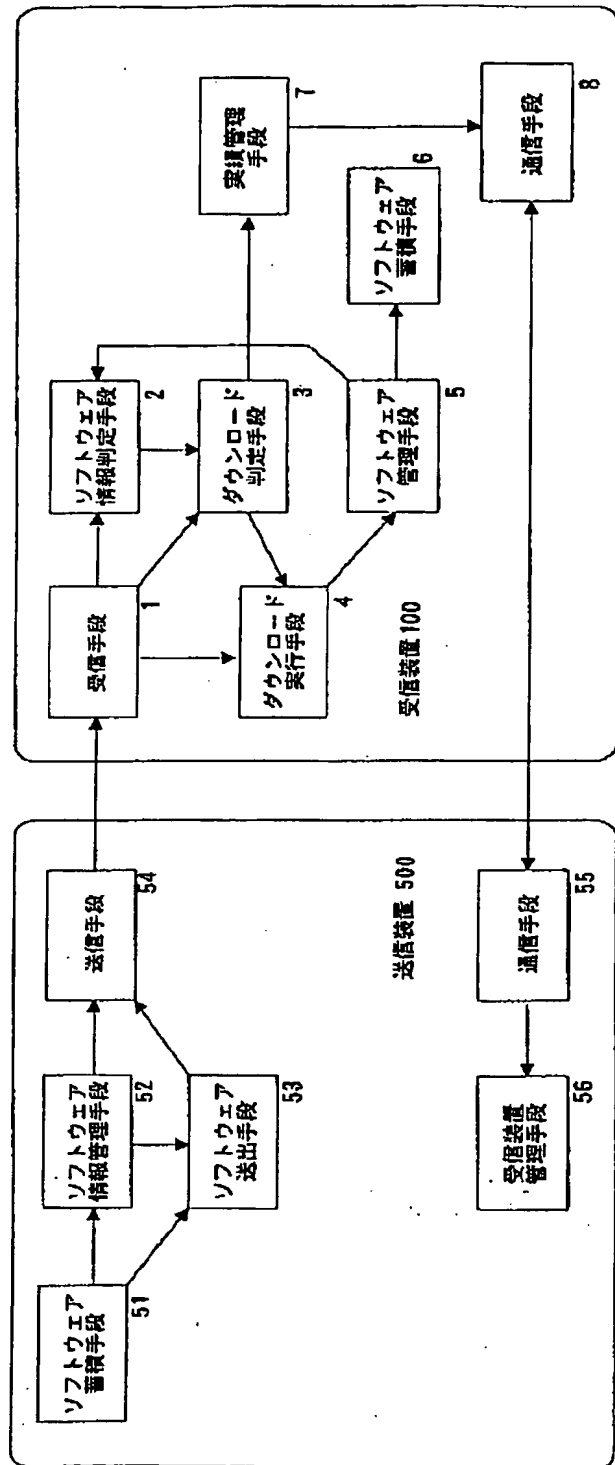 ソフトウェア
蓄積手段
51
ソフトウェア
情報管理手段
52
ソフトウェア
送出手段
53
送信手段
54
送信装置 500
通信手段
55
受信装置
管理手段
56
受信手段
1
ソフトウェア
情報判定手段
2
ダウンロード
判定手段
3
ダウンロード
実行手段
4
ソフトウェア
管理手段
5
ソフトウェア
蓄積手段
6
実績管理
手段
7
通信手段
8
受信装置 100